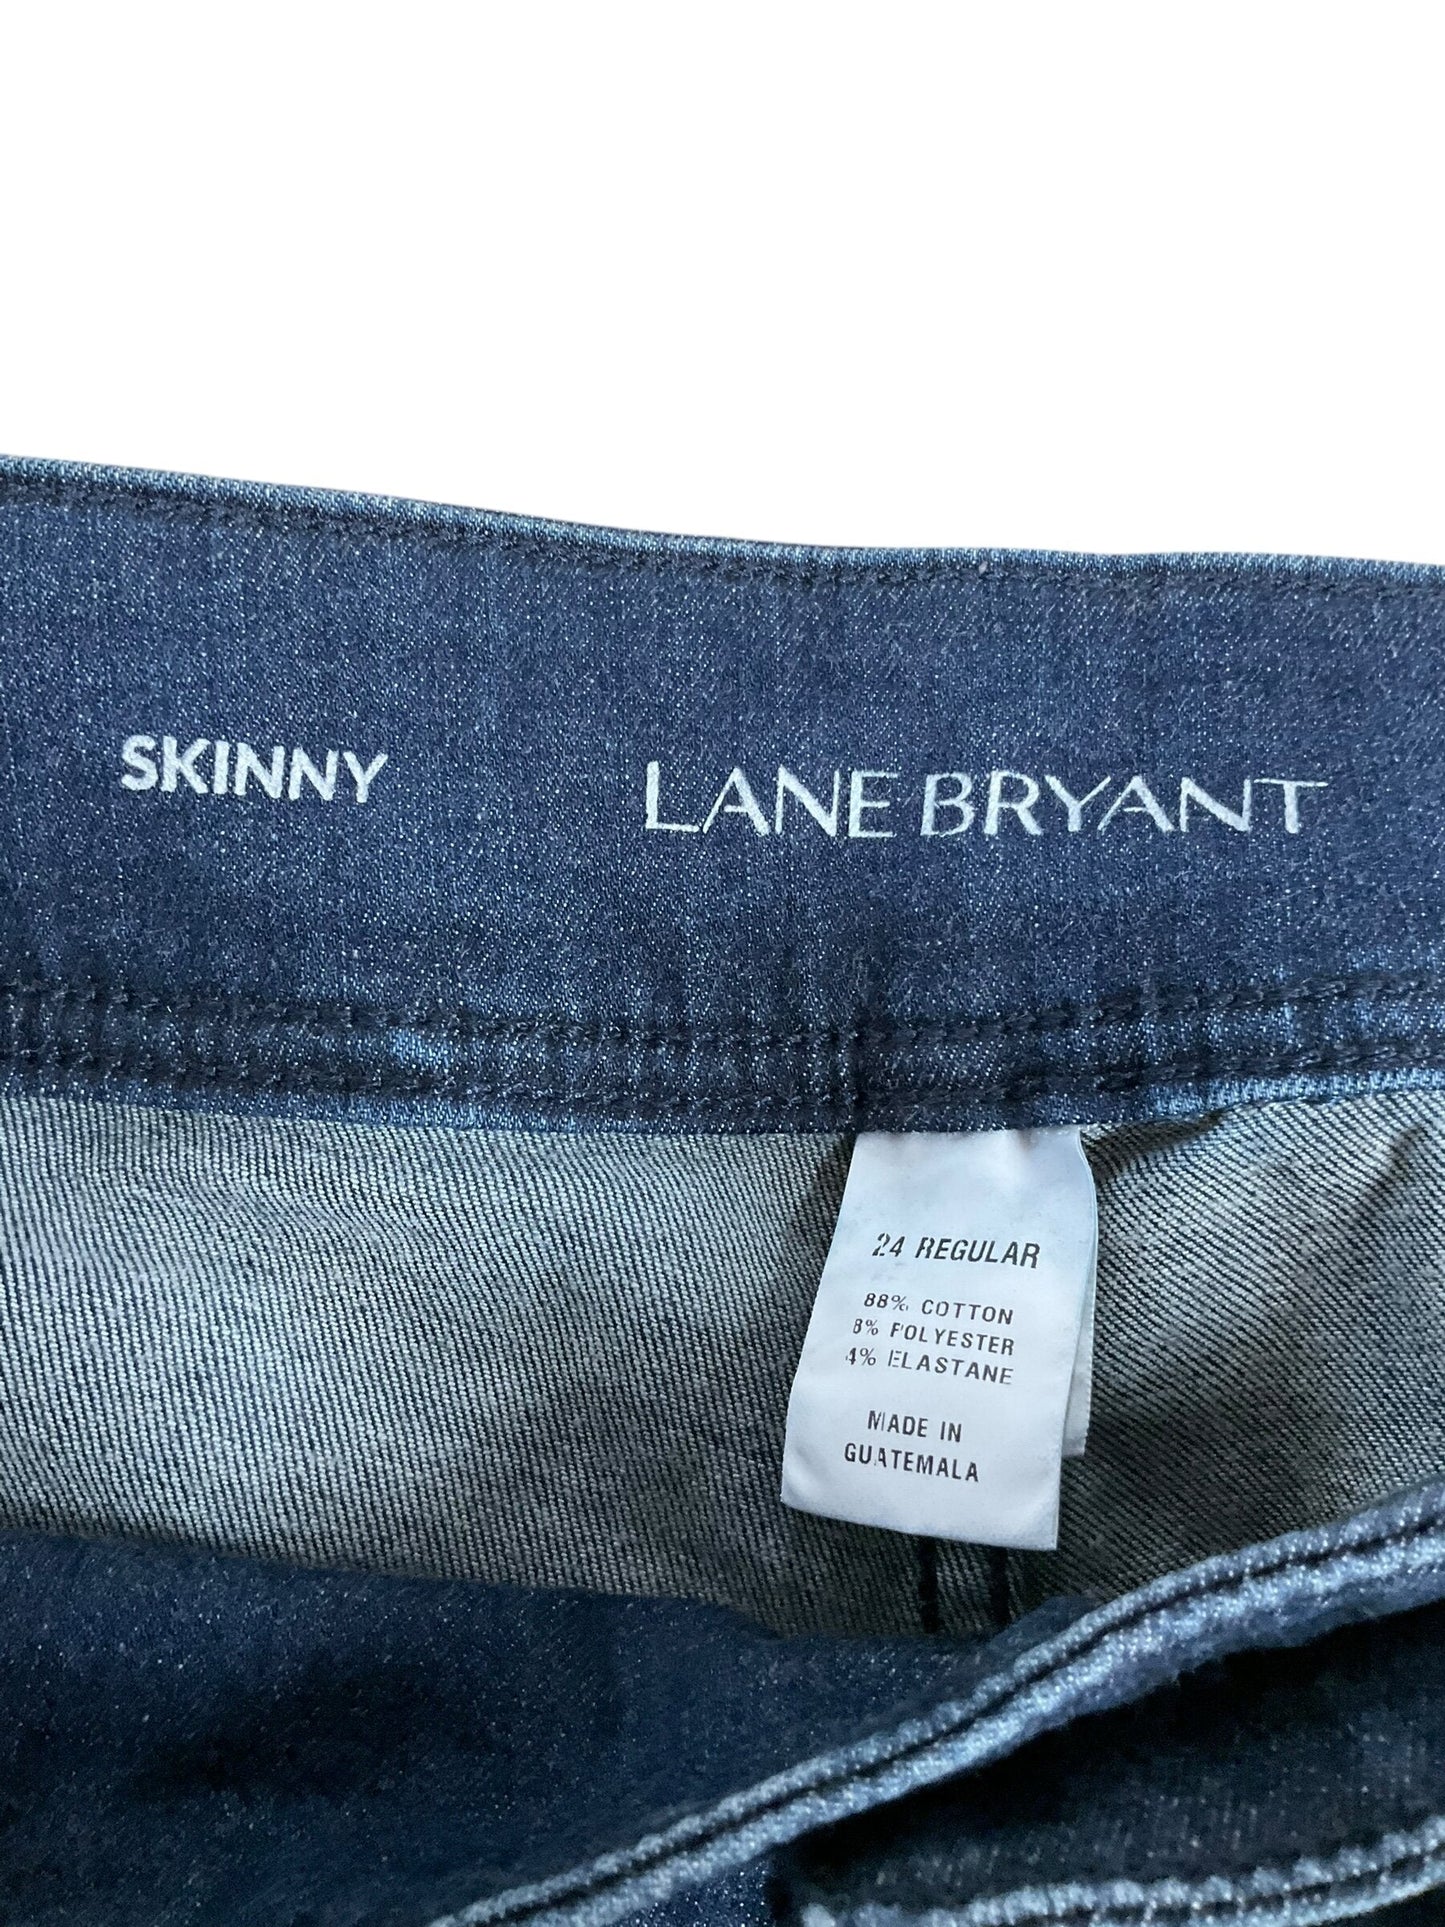 SKINNY
LANE BRYANT
24 REGULAR
88% COTTON
8% POLYESTER
4% ELASTANE
MADE IN
GUATEMALA